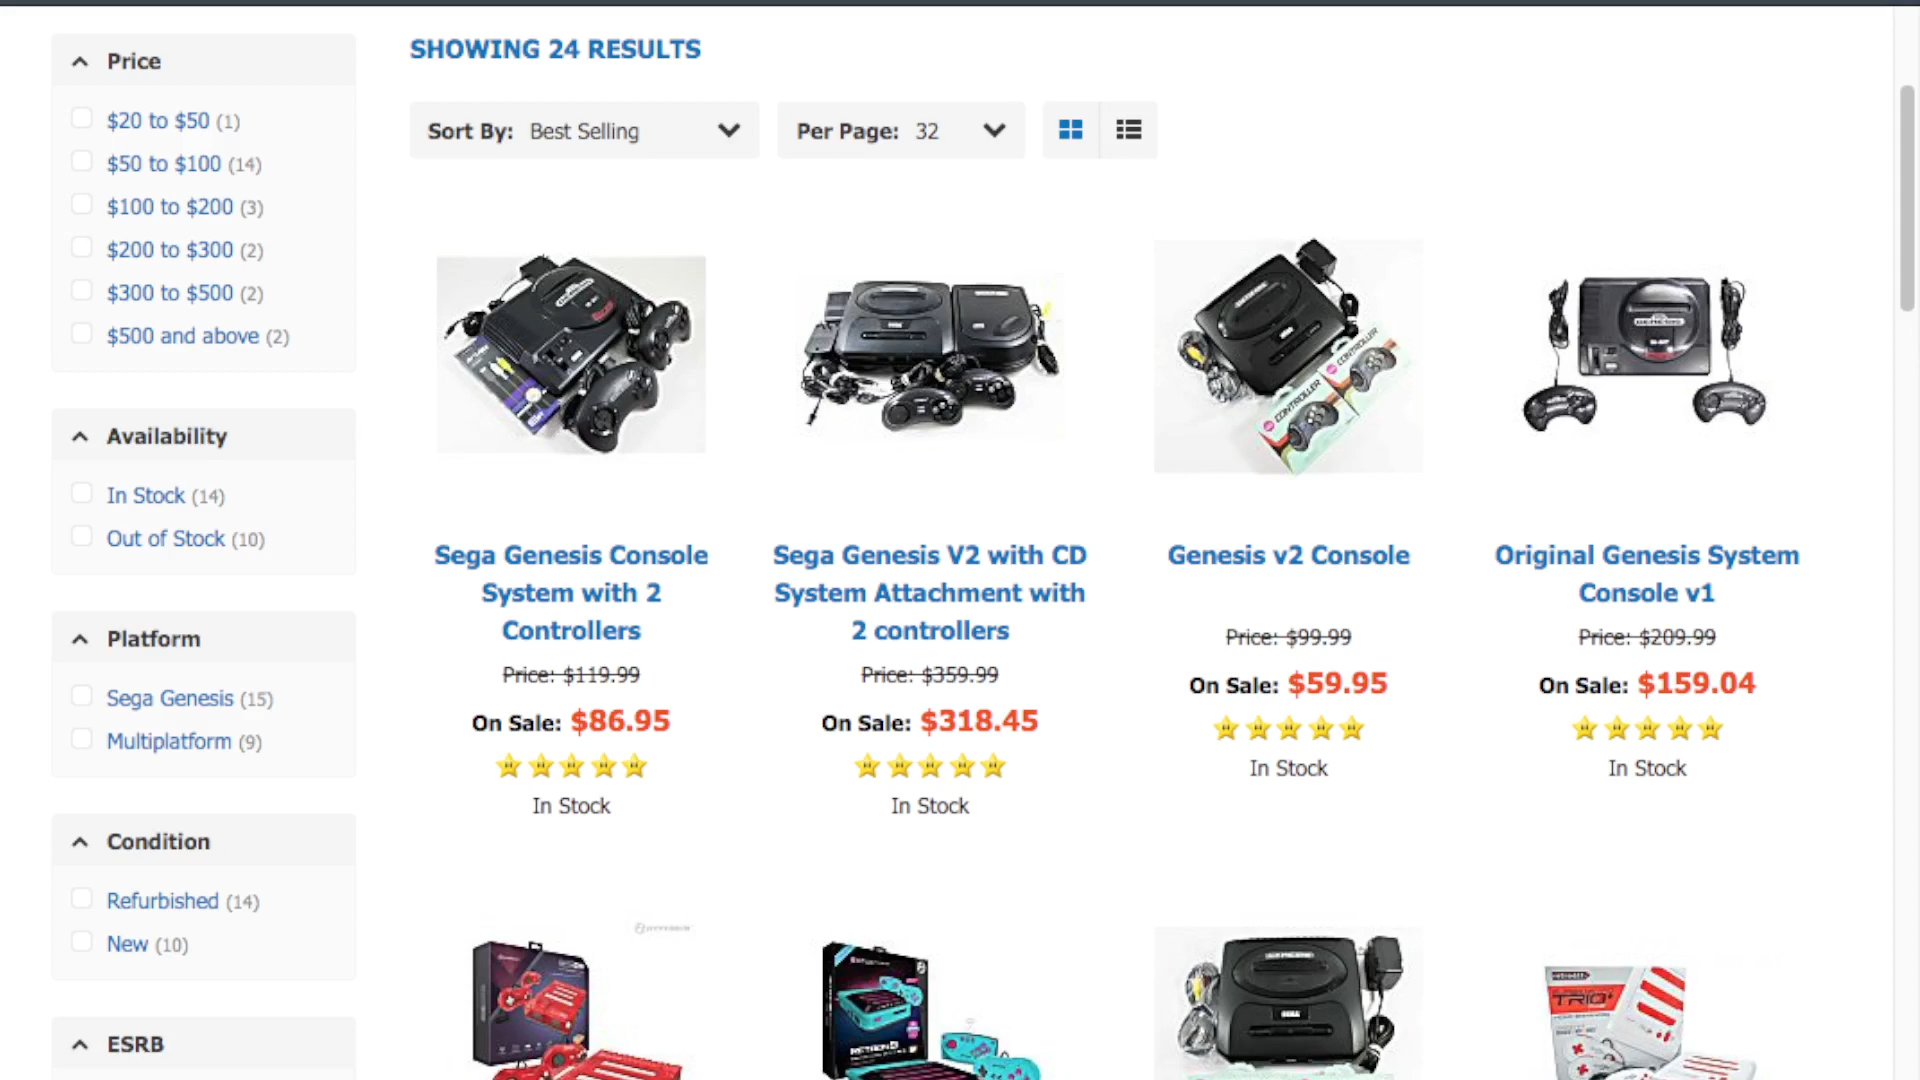 Price
$20 to $50 (1)
$50 to $100 (14)
$100 to $200 (3)
$200 to $300 (2)
$300 to $500 (2)
$500 and above (2)
Availability
In Stock (14)
Out of Stock (10)
Platform
Sega Genesis (15)
Multiplatform (9)
Condition
Refurbished (14)
New (10)
ESRB
SHOWING 24 RESULTS
Sort By: Best Selling
Per Page: 32
CONTROLLER
CONTROLLER
GENESIS
Sega Genesis Console
System with 2
Controllers
Price: $119.99
On Sale: $86.95
In Stock
Sega Genesis V2 with CD
System Attachment with
2 controllers
Price: $359.99
On Sale: $318.45
In Stock
Genesis v2 Console
Price: $99.99
On Sale: $59.95
In Stock
Original Genesis System
Console v1
Price: $209.99
On Sale: $159.04
In Stock
SEGA
TRIO